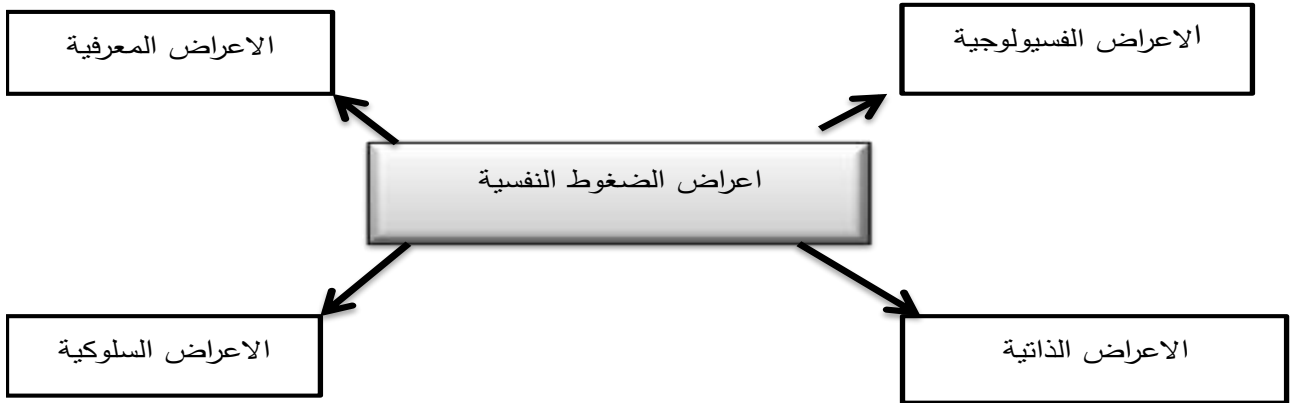 الاعراض الفسيولوجية
الاعراض المعرفية
اعراض الضغوط النفسية
الاعراض الذاتية
الاعراض السلوكية